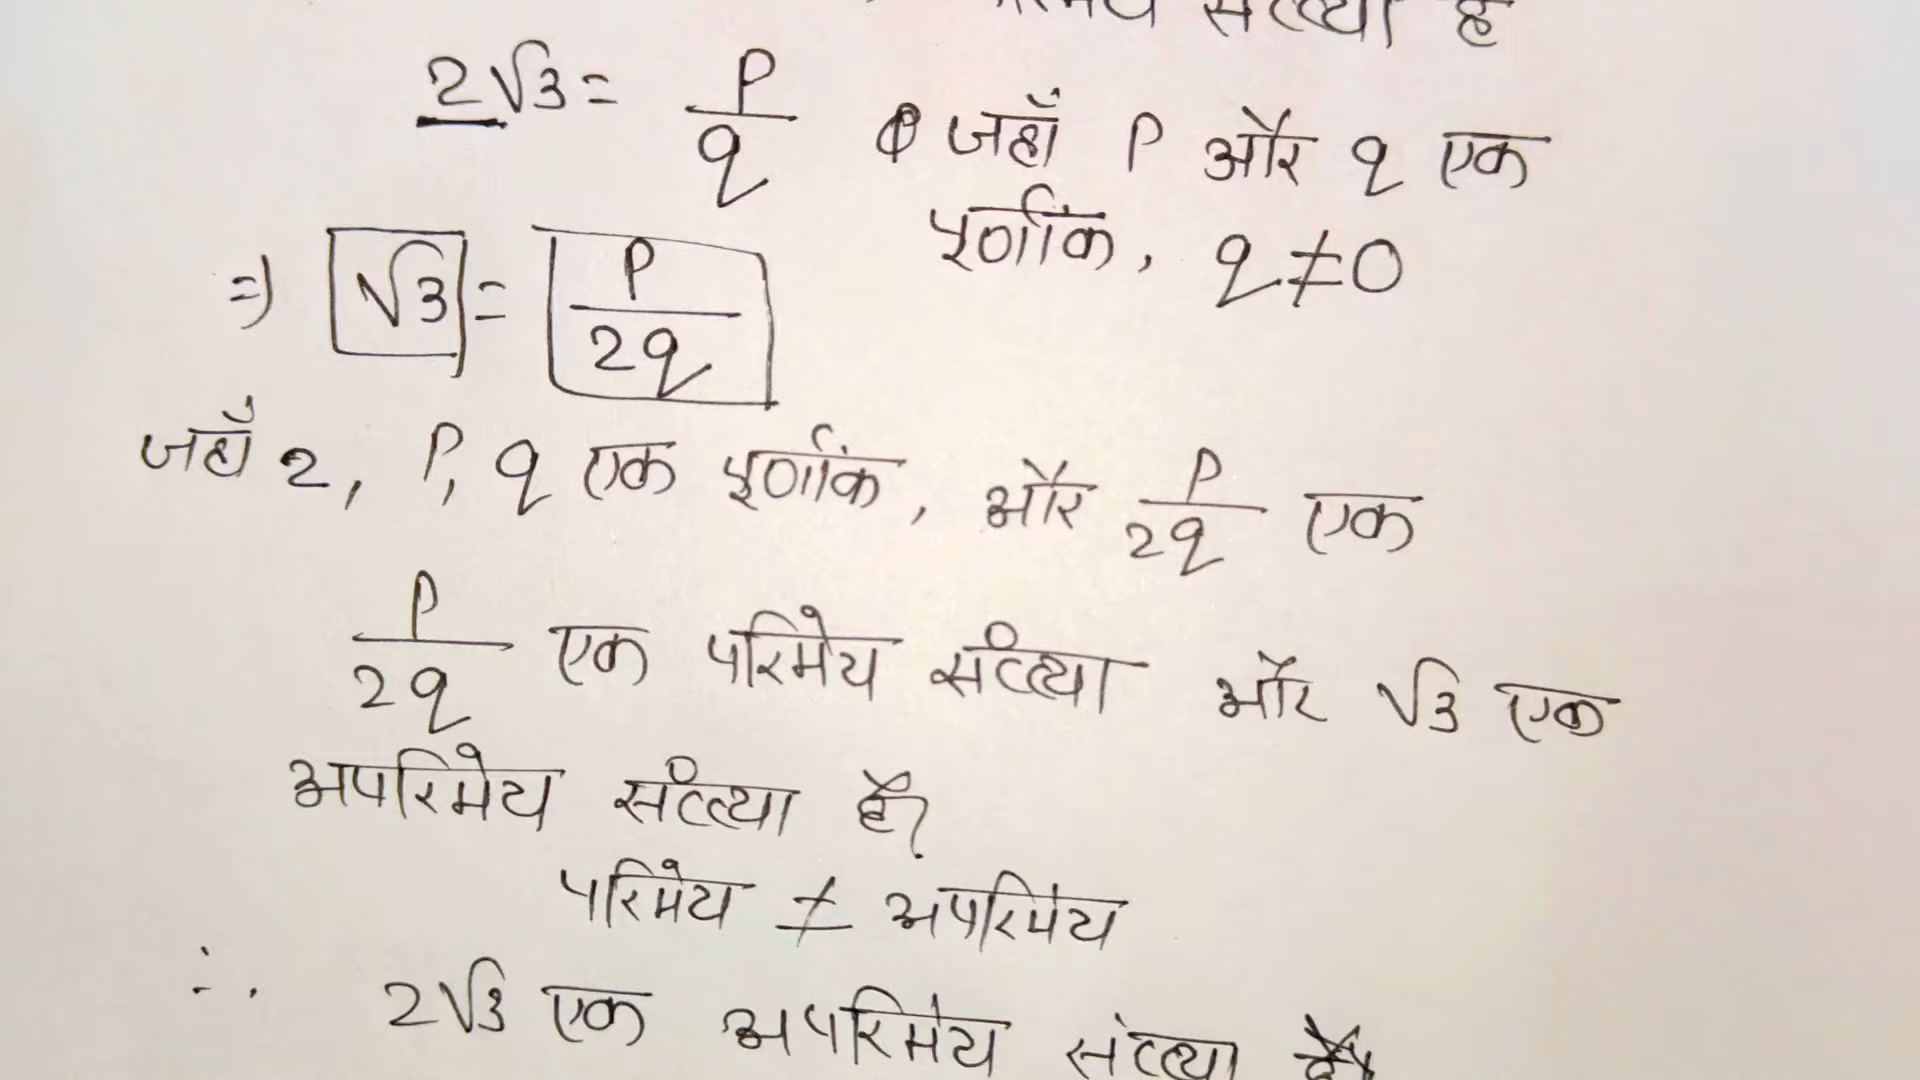 संख्या है
2√3 = P/q जहाँ P और q एक
पूर्णांक, q ≠ 0
=> √3 = P/2q
जहाँ 2, P, q एक पूर्णांक, और P/2q एक
P/2q एक परिमेय संख्या और √3 एक
अपरिमेय संख्या है।
परिमेय ≠ अपरिमेय
∴ 2√3 एक अपरिमेय संख्या है